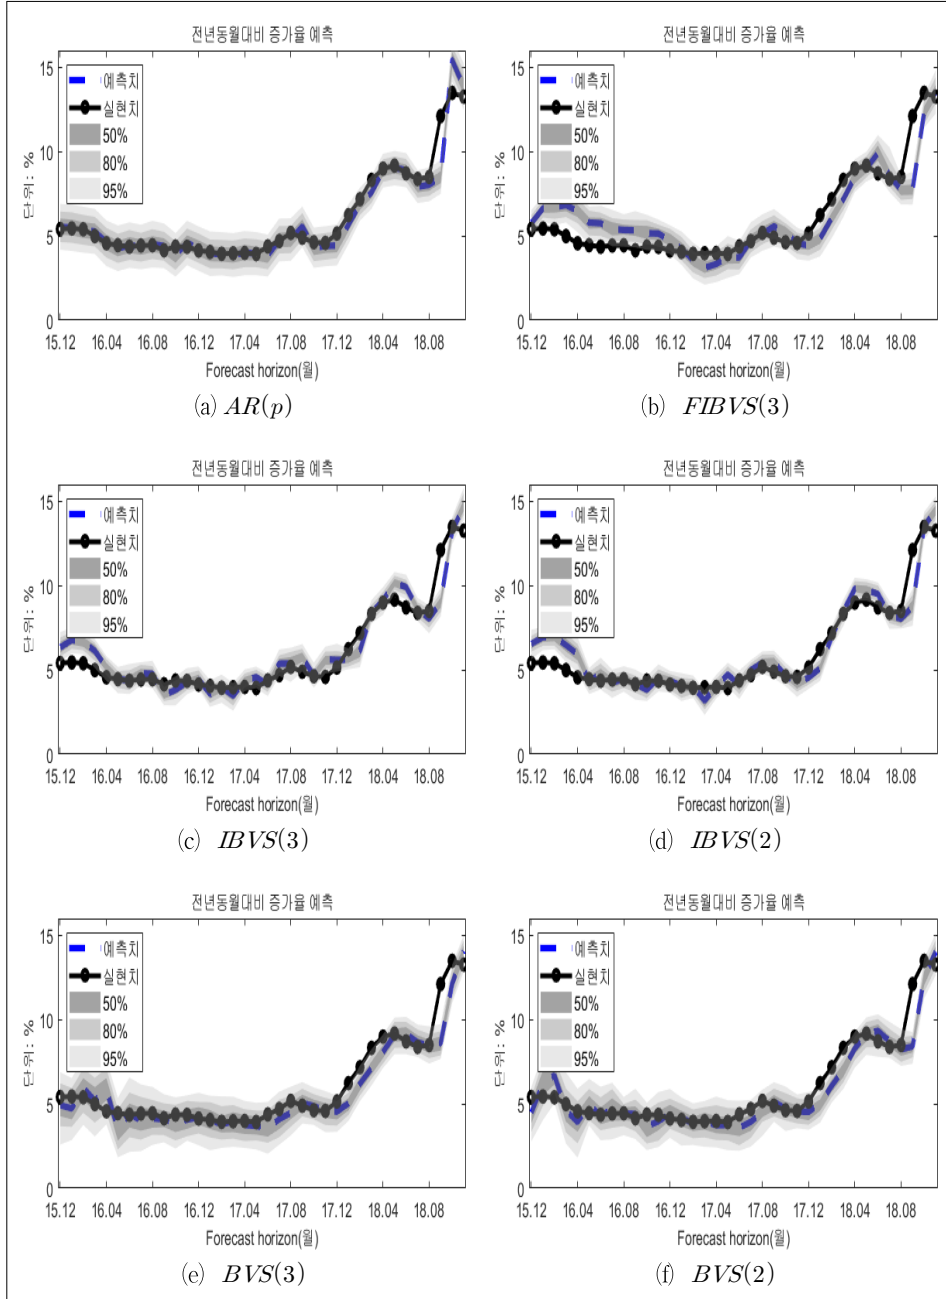 전년동월대비 증가율 예측
15
10
5
0
단위: %
예측치
실현치
50%
80%
95%
15.12 16.04 16.08 16.12 17.04 17.08 17.12 18.04 18.08
Forecast horizon(월)
(a) AR(p)
전년동월대비 증가율 예측
15
10
5
0
단위: %
예측치
실현치
50%
80%
95%
15.12 16.04 16.08 16.12 17.04 17.08 17.12 18.04 18.08
Forecast horizon(월)
(b) FIBVS(3)
전년동월대비 증가율 예측
15
10
5
0
단위: %
예측치
실현치
50%
80%
95%
15.12 16.04 16.08 16.12 17.04 17.08 17.12 18.04 18.08
Forecast horizon(월)
(c) IBVS(3)
전년동월대비 증가율 예측
15
10
5
0
단위: %
예측치
실현치
50%
80%
95%
15.12 16.04 16.08 16.12 17.04 17.08 17.12 18.04 18.08
Forecast horizon(월)
(d) IBVS(2)
전년동월대비 증가율 예측
15
10
5
0
단위: %
예측치
실현치
50%
80%
95%
15.12 16.04 16.08 16.12 17.04 17.08 17.12 18.04 18.08
Forecast horizon(월)
(e) BVS(3)
전년동월대비 증가율 예측
15
10
5
0
단위: %
예측치
실현치
50%
80%
95%
15.12 16.04 16.08 16.12 17.04 17.08 17.12 18.04 18.08
Forecast horizon(월)
(f) BVS(2)